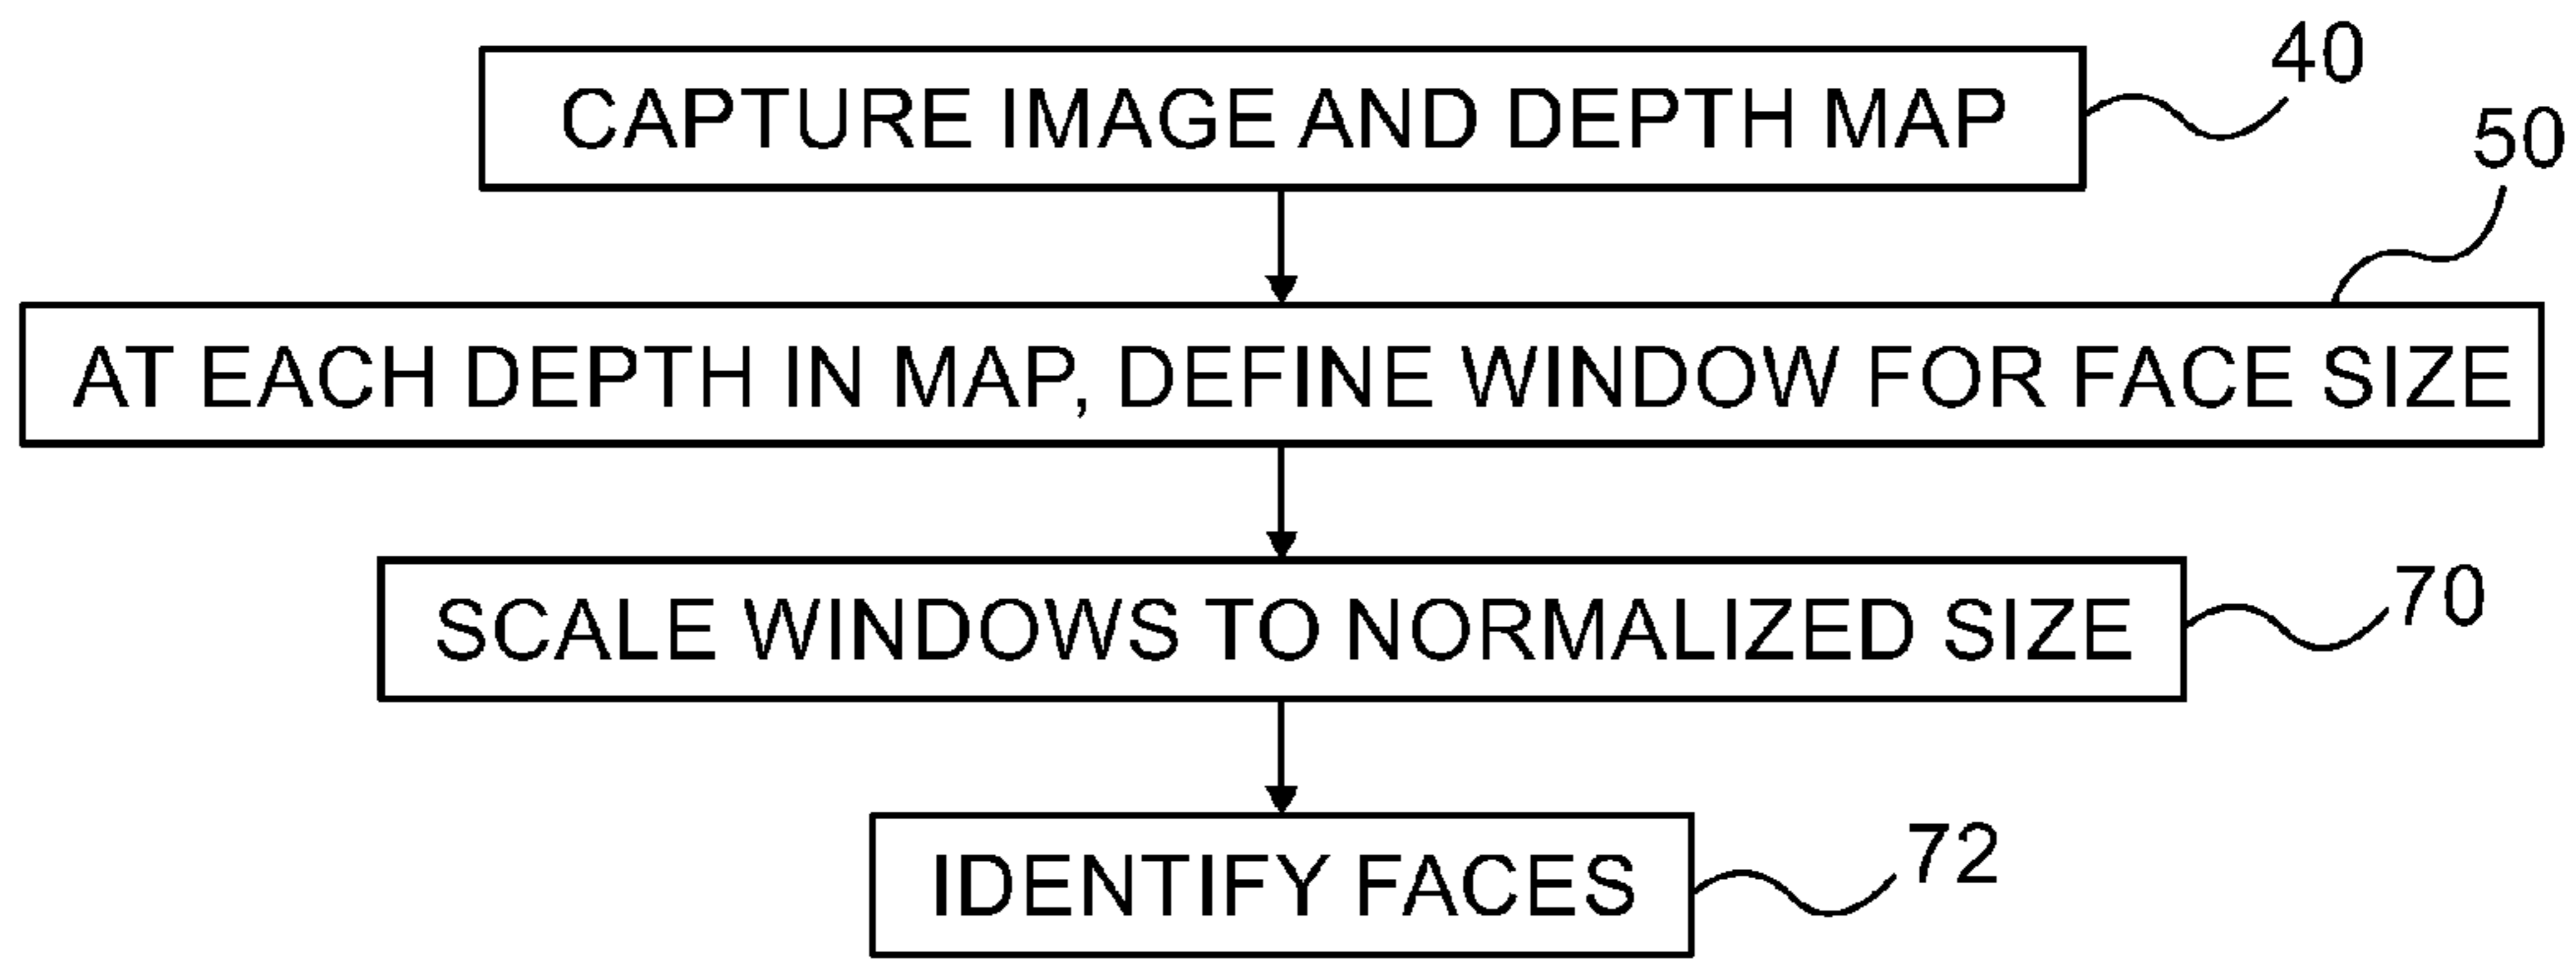 CAPTURE IMAGE AND DEPTH MAP
40
50
AT EACH DEPTH IN MAP, DEFINE WINDOW FOR FACE SIZE
SCALE WINDOWS TO NORMALIZED SIZE
70
IDENTIFY FACES
72